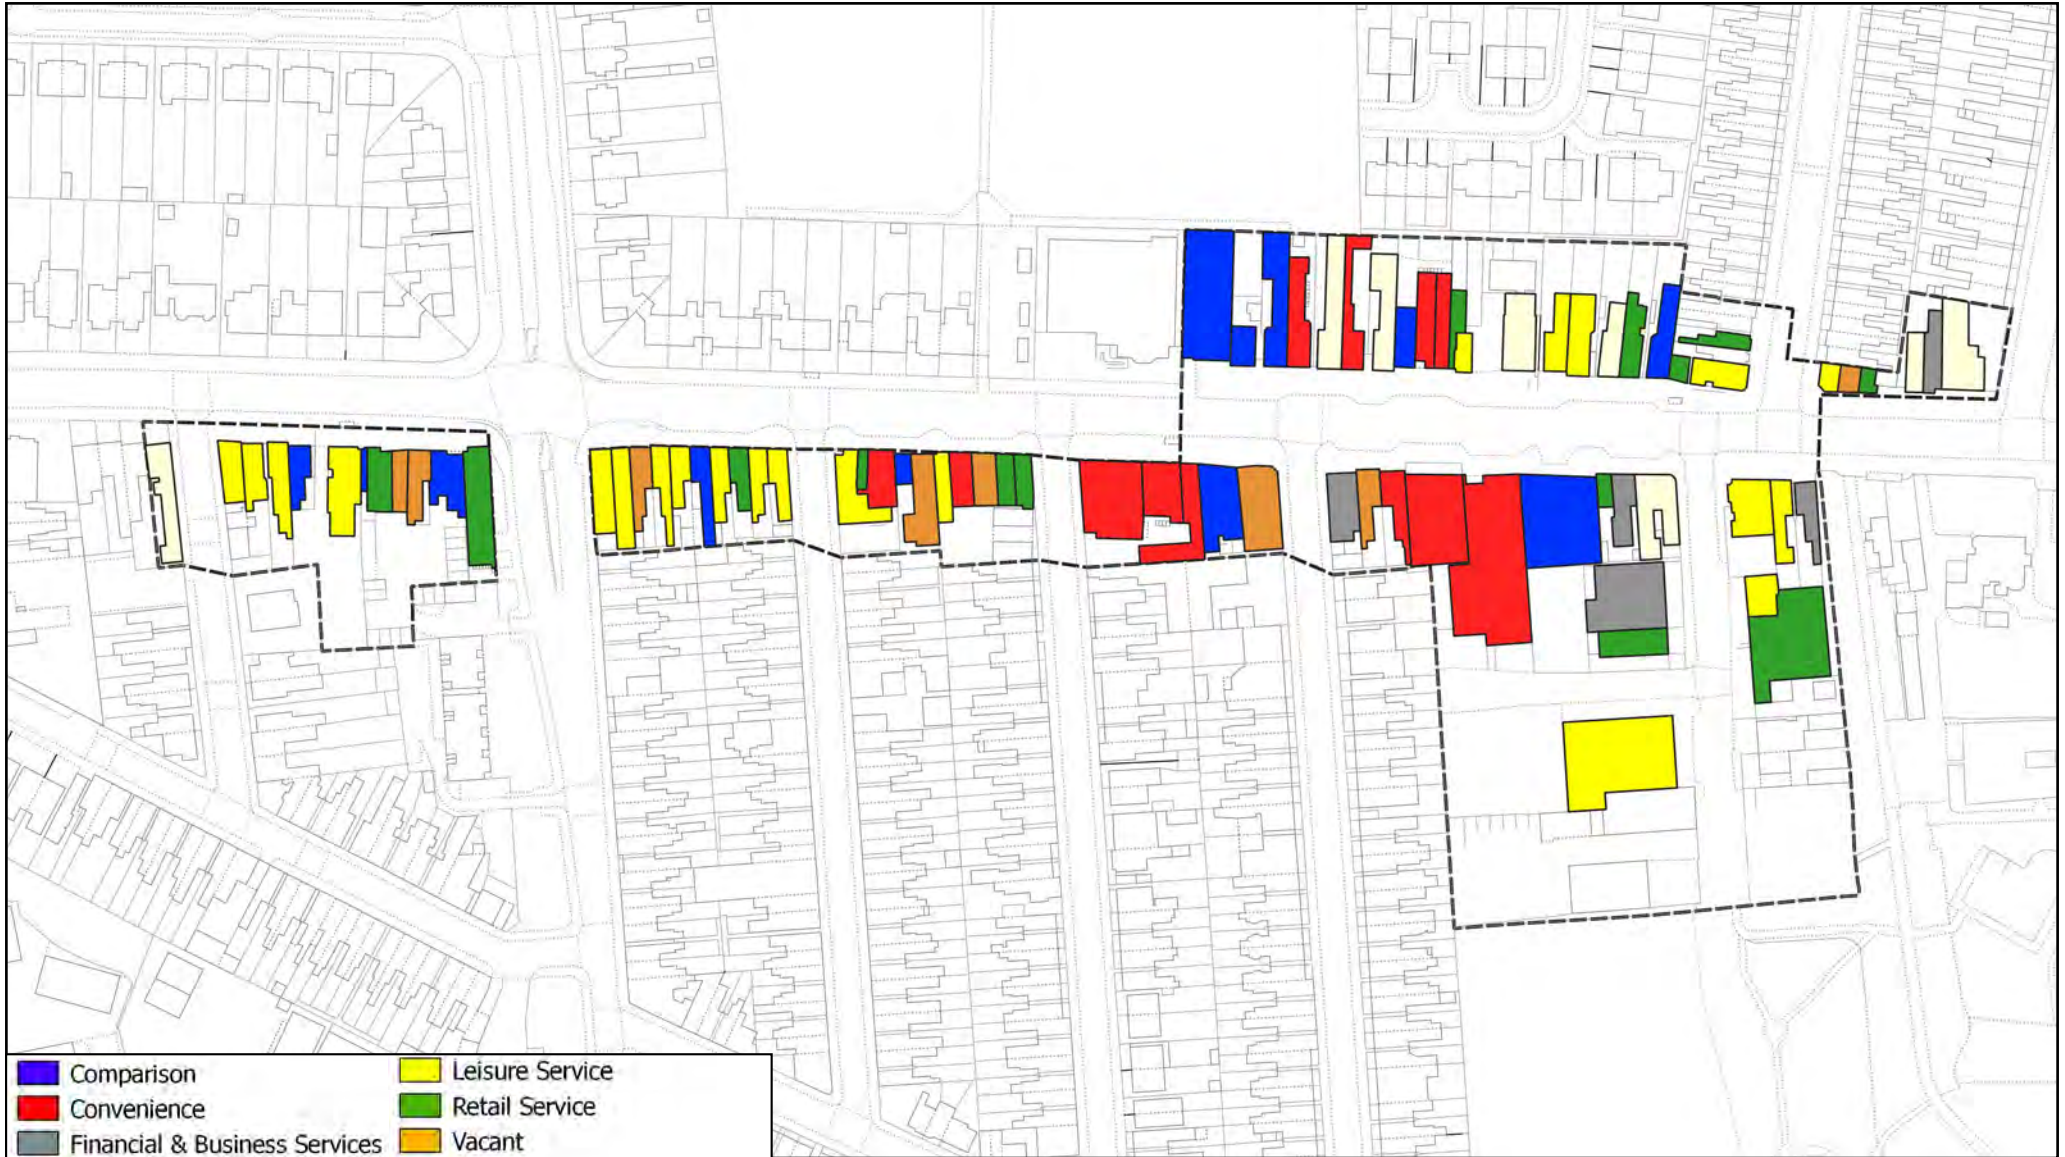 Comparison
Convenience
Financial & Business Services
Leisure Service
Retail Service
Vacant